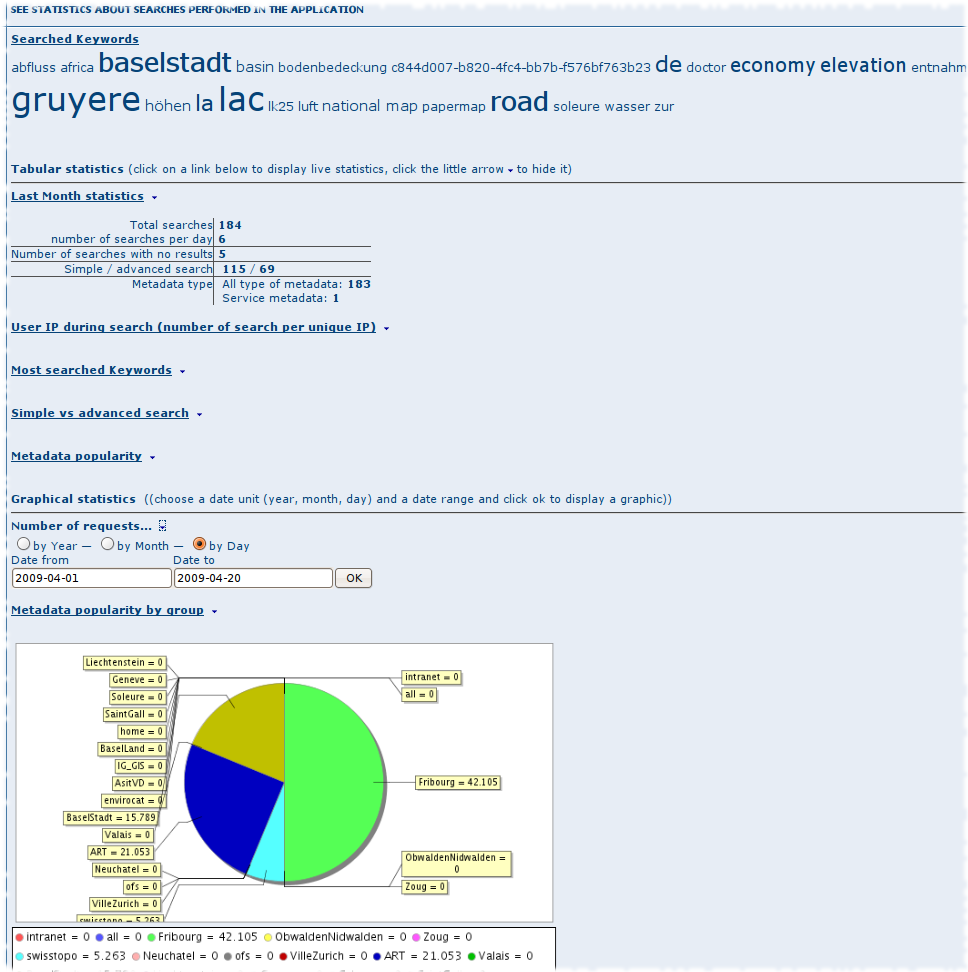 SEE STATISTICS ABOUT SEARCHES PERFORMED IN THE APPLICATION
Searched Keywords
abfluss africa baselstadt basin bodenbedeckung c844d007-b820-4fc4-bb7b-f576bf763b23 de doctor economy elevation entnahm
gruyere höhen la lac lk25 luft national map papermap road soleure wasser zur
Tabular statistics (click on a link below to display live statistics, click the little arrow to hide it)
Last Month statistics
Total searches 184
number of searches per day 6
Number of searches with no results 5
Simple / advanced search 115 / 69
Metadata type All type of metadata: 183
Service metadata: 1
User IP during search (number of search per unique IP)
Most searched Keywords
Simple vs advanced search
Metadata popularity
Graphical statistics ((choose a date unit (year, month, day) and a date range and click ok to display a graphic))
Number of requests...
by Year — by Month — by Day
Date from Date to
2009-04-01 2009-04-20 OK
Metadata popularity by group
Liechtenstein = 0
intranet = 0
Geneve = 0
all = 0
Soleure = 0
SaintGall = 0
home = 0
BaselLand = 0
IG_GIS = 0
AsitVD = 0
Fribourg = 42.105
envirocat = 0
BaselStadt = 15.789
Valais = 0
ART = 21.053
ObwaldenNidwalden =
0
Neuchatel = 0
ofs = 0
Zoug = 0
VilleZurich = 0
swisstopo = 5.263
intranet = 0 all = 0 Fribourg = 42.105 ObwaldenNidwalden = 0 Zoug = 0
swisstopo = 5.263 Neuchatel = 0 ofs = 0 VilleZurich = 0 ART = 21.053 Valais = 0